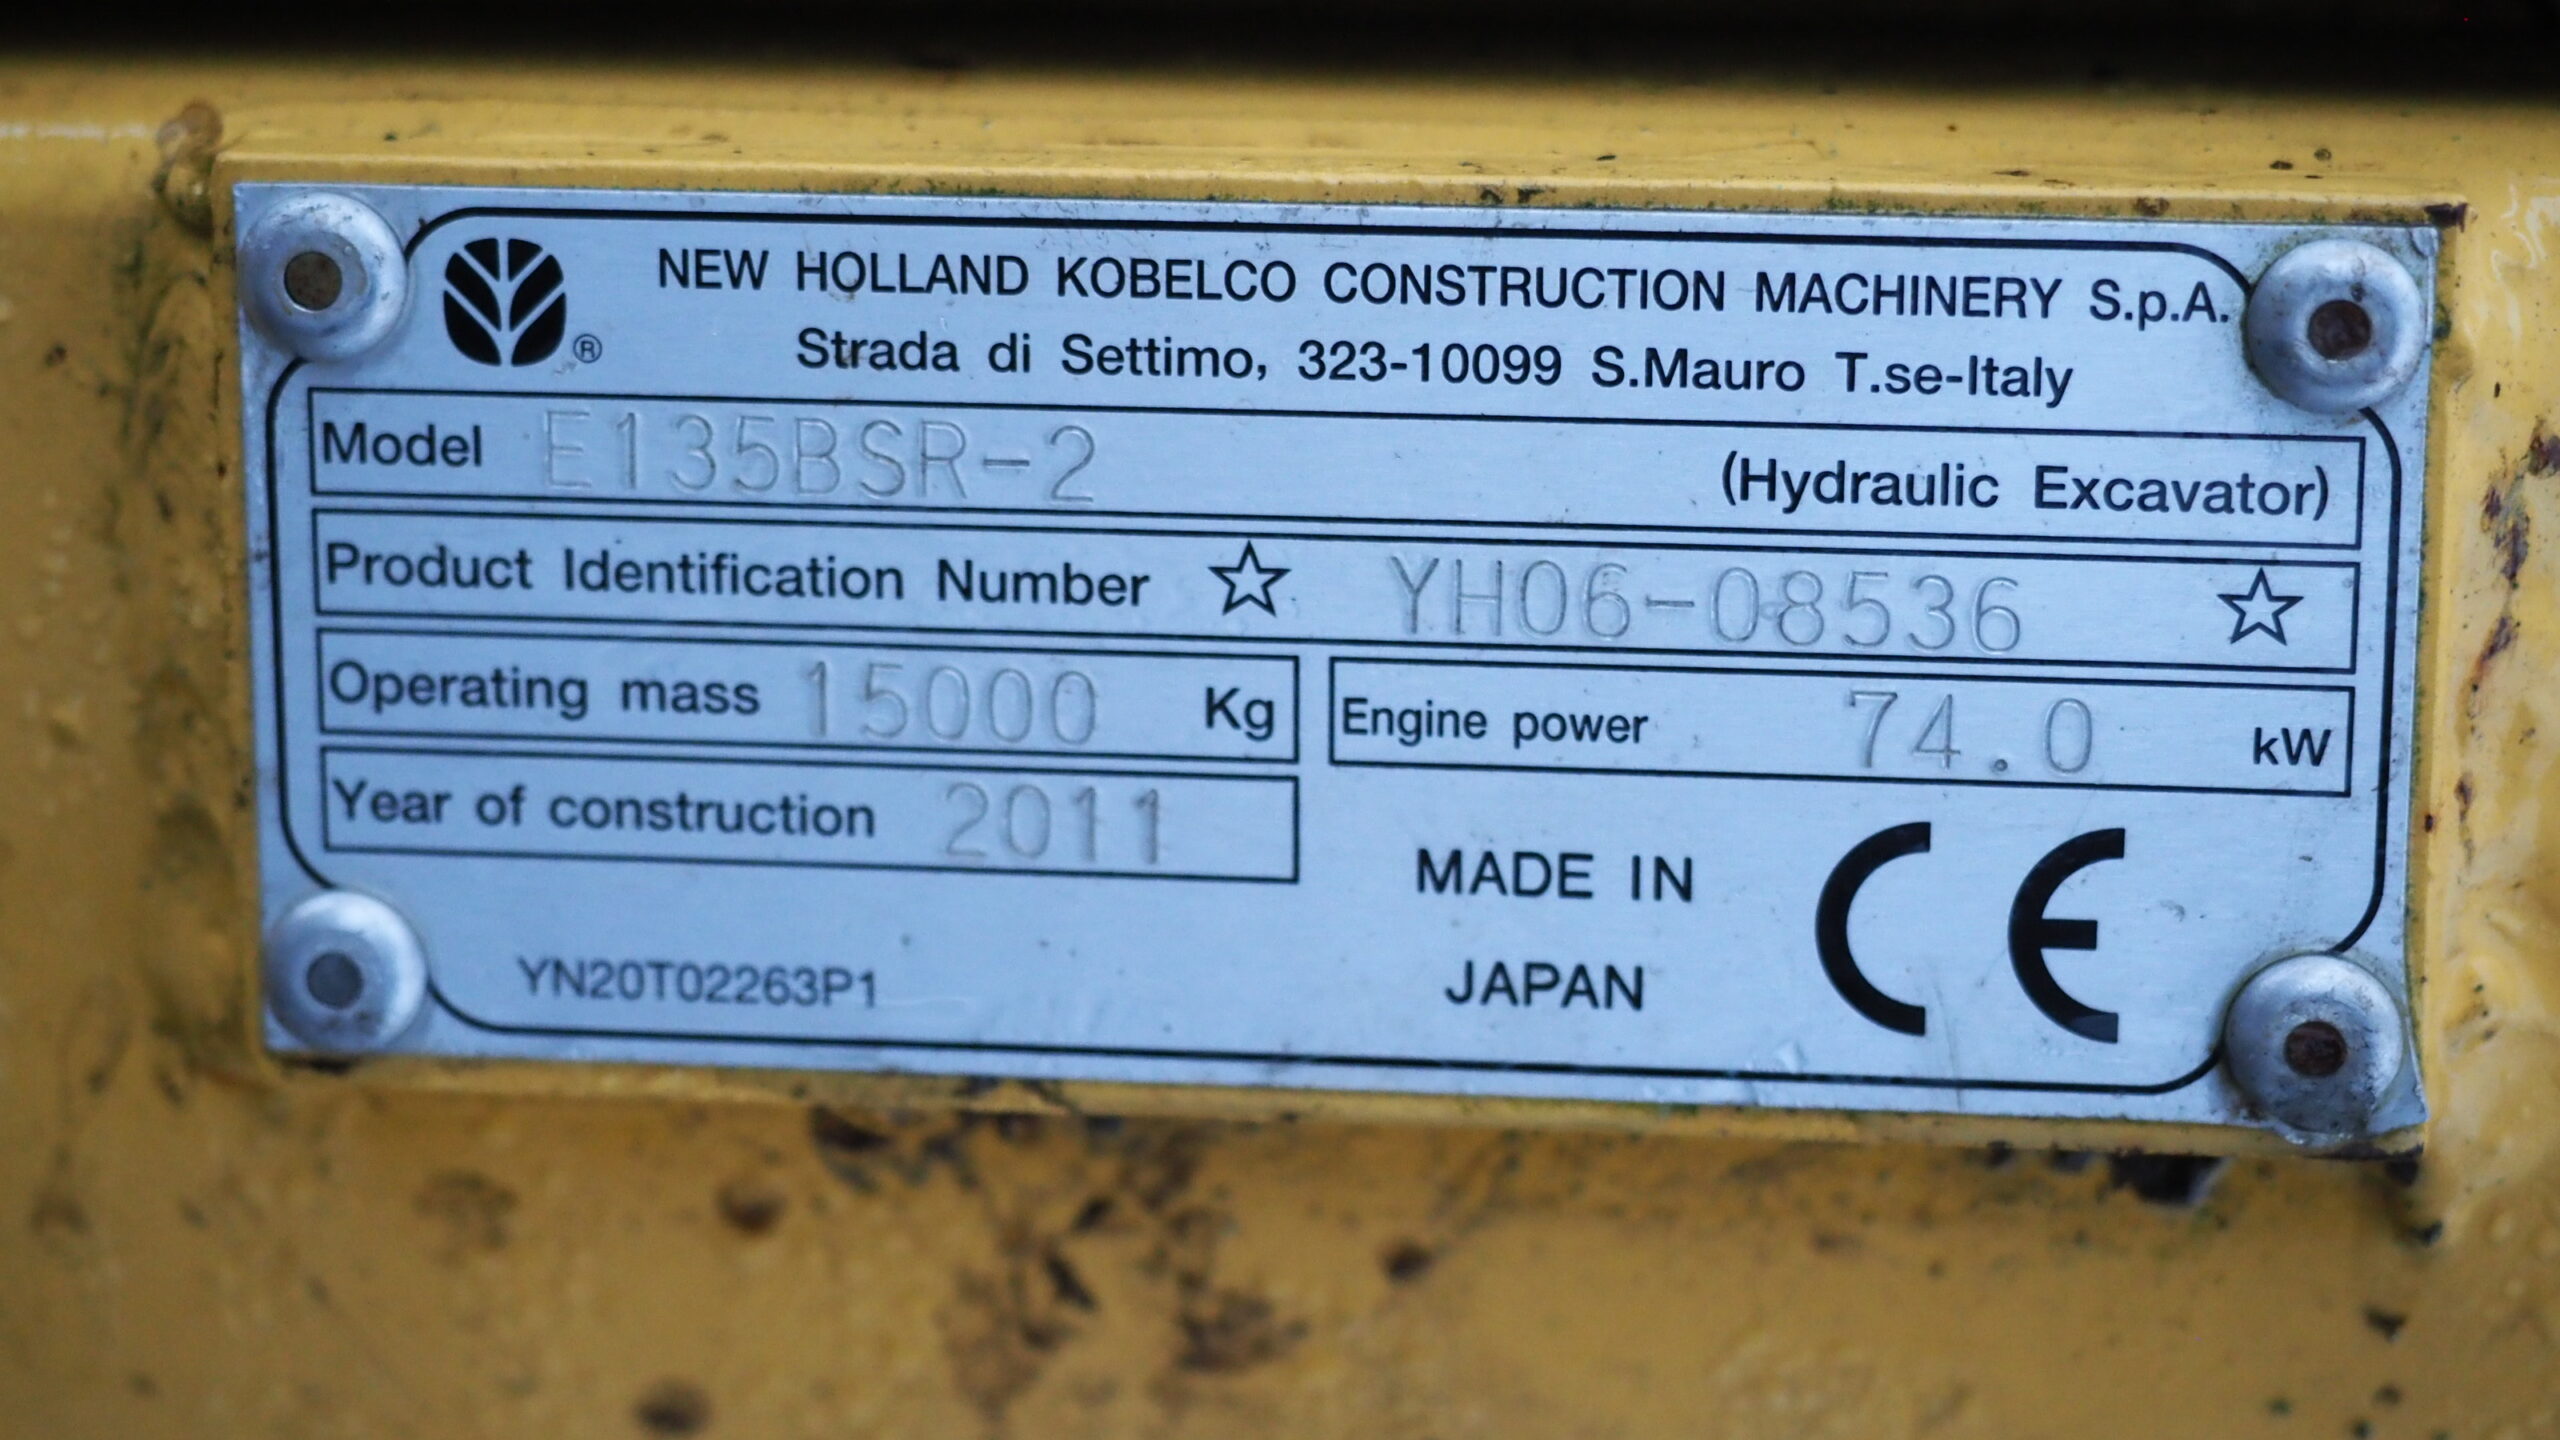 NEW HOLLAND KOBELCO CONSTRUCTION MACHINERY S.p.A.
®
Strada di Settimo, 323-10099 S.Mauro T.se-Italy
Model E135BSR-2 (Hydraulic Excavator)
Product Identification Number ☆ YH06-08536 ☆
Operating mass 15000 Kg Engine power 74.0 kW
Year of construction 2011
MADE IN
JAPAN
CE
YN20T02263P1